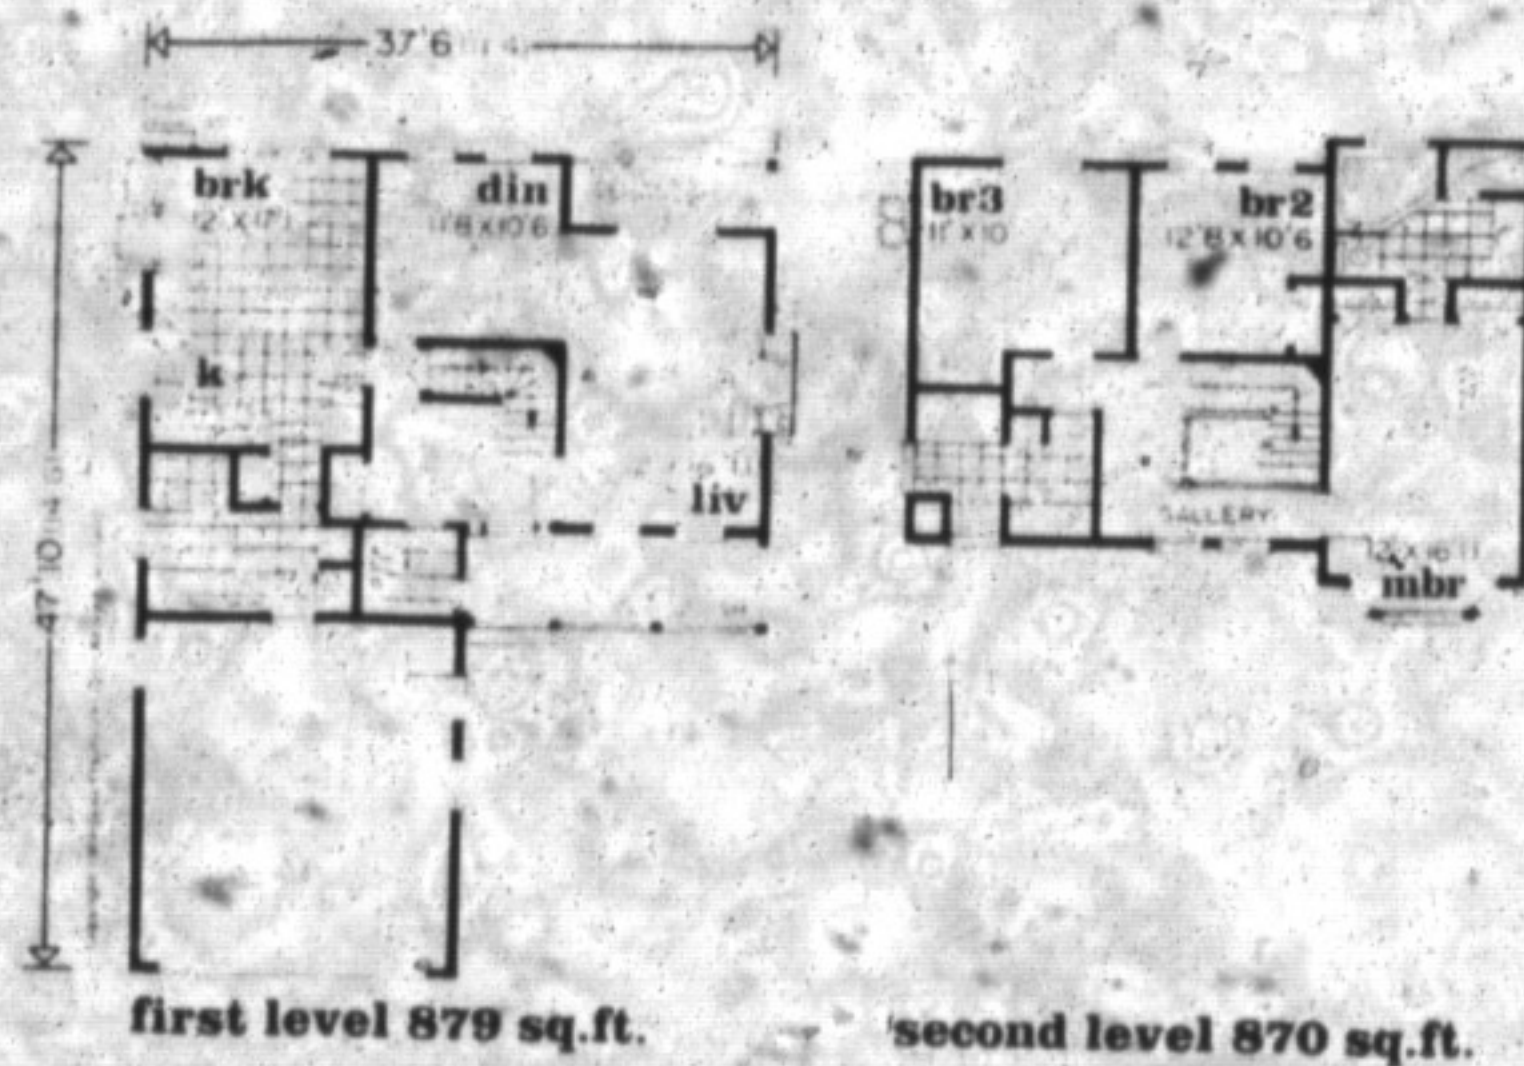 37'6
brk
12' X 17'
din
11'8 X 10'6
k
liv
47'10
first level 879 sq.ft.
br3
11' X 10
br2
12'8 X 10'6
GALLERY
mbr
second level 870 sq.ft.